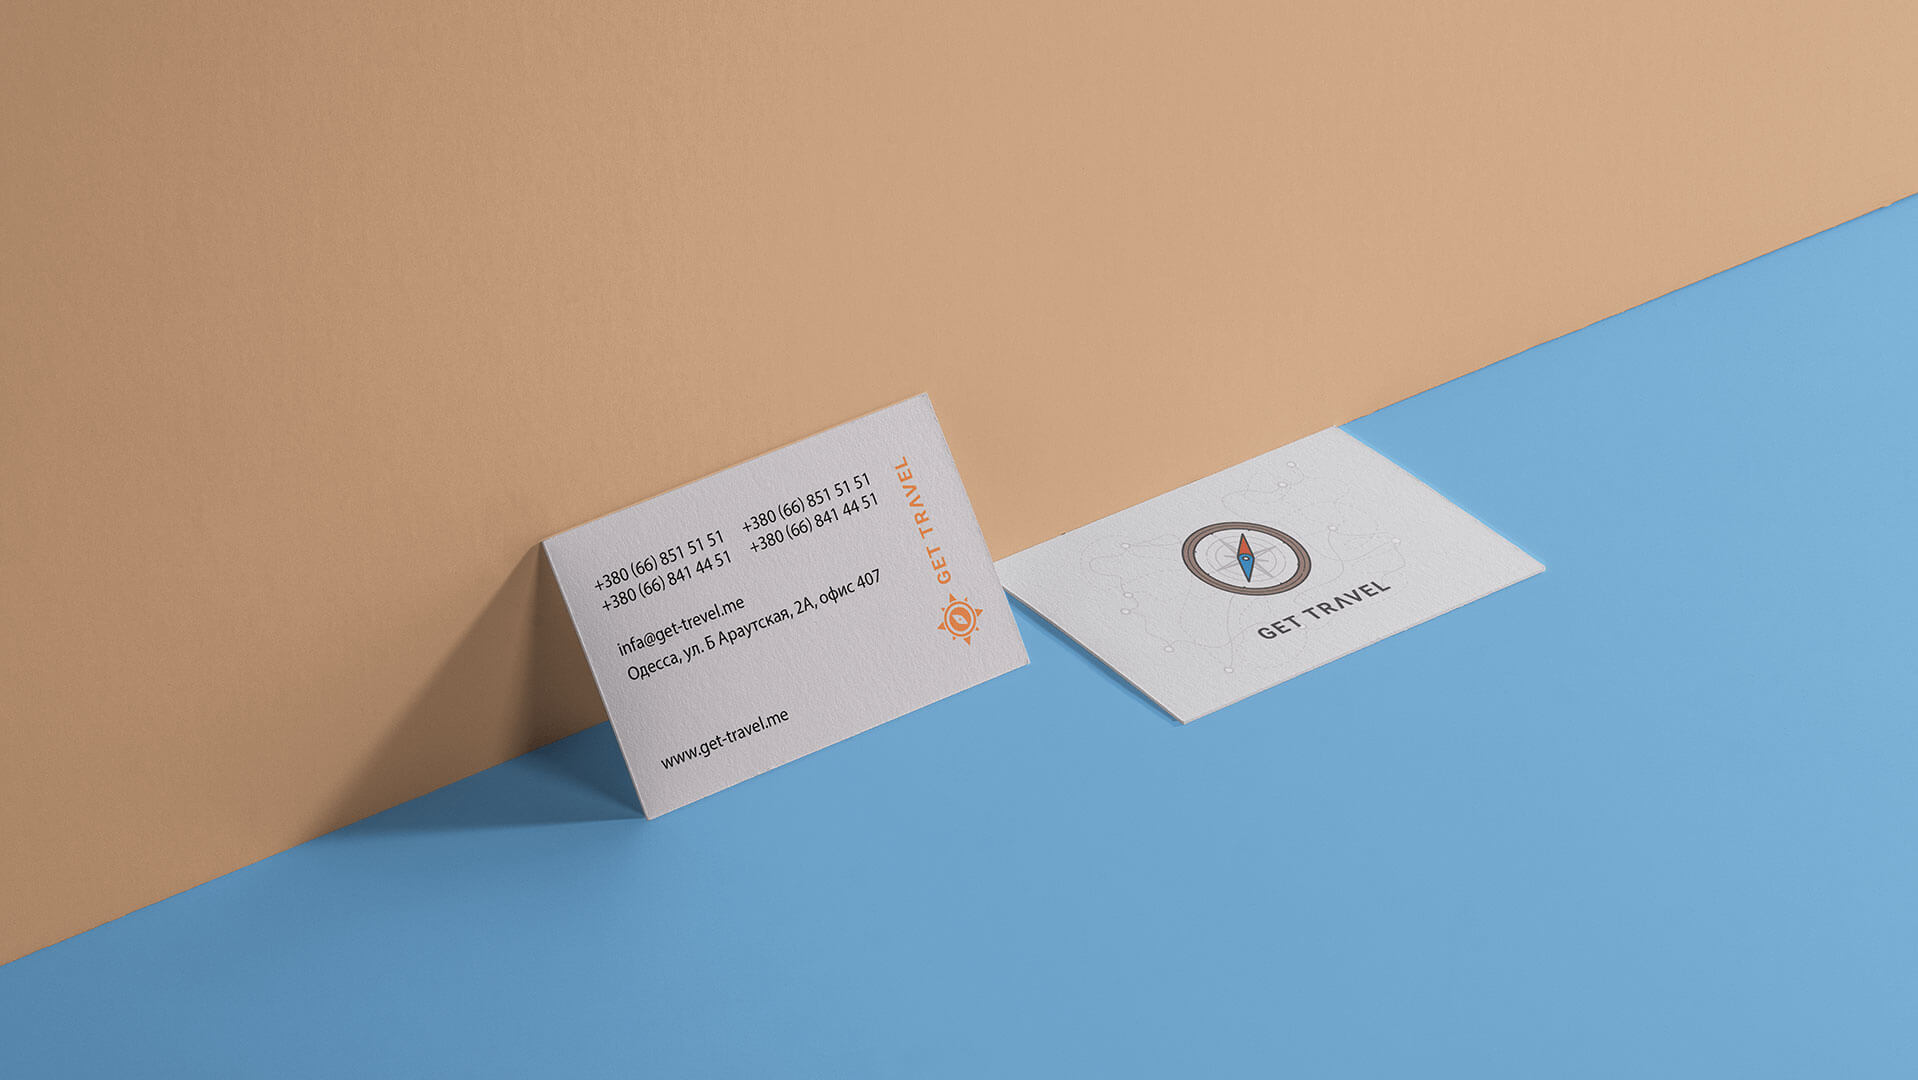 +380 (66) 851 51 51 +380 (66) 851 51 51
+380 (66) 841 44 51 +380 (66) 841 44 51
infa@get-trevel.me
Одесса, ул. Б Араутская, 2А, офис 407
www.get-travel.me
GET TRAVEL
GET TRAVEL